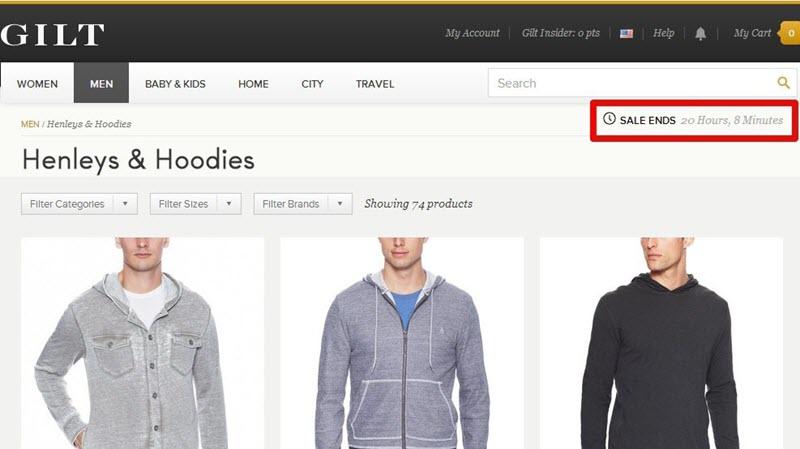 GILT
My Account Gilt Insider: 0 pts Help My Cart 0
WOMEN MEN BABY & KIDS HOME CITY TRAVEL Search
MEN / Henleys & Hoodies
SALE ENDS 20 Hours, 8 Minutes
Henleys & Hoodies
Filter Categories Filter Sizes Filter Brands Showing 74 products